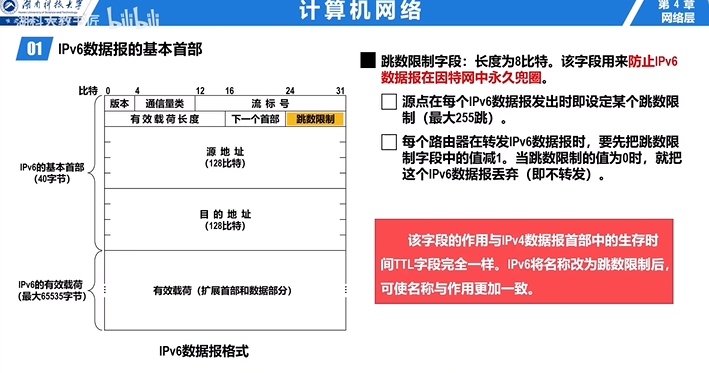 湖南科技大学
bilibili
计算机网络
第 4 章
网络层
01 IPv6数据报的基本首部
比特 0 4 12 16 24 31
版本 通信量类 流 标 号
有 效 载 荷 长 度 下一个首部 跳数限制
源 地 址
(128比特)
IPv6的基本首部
(40字节)
目 的 地 址
(128比特)
IPv6的有效载荷
(最大65535字节)
有效载荷（扩展首部和数据部分）
IPv6数据报格式
跳数限制字段：长度为8比特。该字段用来防止IPv6
数据报在因特网中永久兜圈。
源点在每个IPv6数据报发出时即设定某个跳数限
制（最大255跳）。
每个路由器在转发IPv6数据报时，要先把跳数限
制字段中的值减1。当跳数限制的值为0时，就把
这个IPv6数据报丢弃（即不转发）。
该字段的作用与IPv4数据报首部中的生存时
间TTL字段完全一样。IPv6将名称改为跳数限制后，
可使名称与作用更加一致。